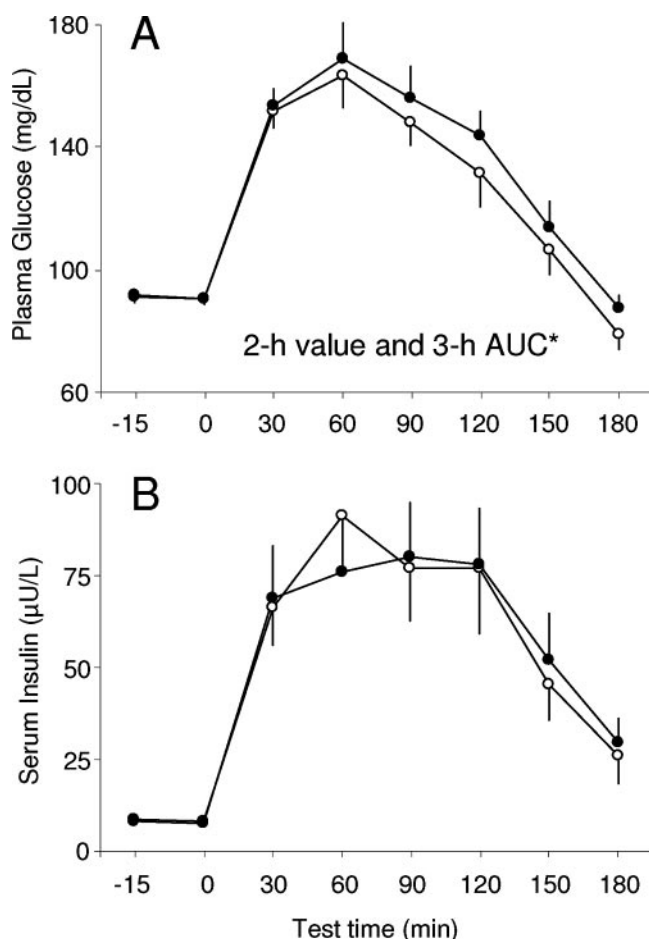 A
Plasma Glucose (mg/dL)
180
140
100
60
2-h value and 3-h AUC*
-15 0 30 60 90 120 150 180
B
Serum Insulin (µU/L)
100
75
50
25
0
-15 0 30 60 90 120 150 180
Test time (min)